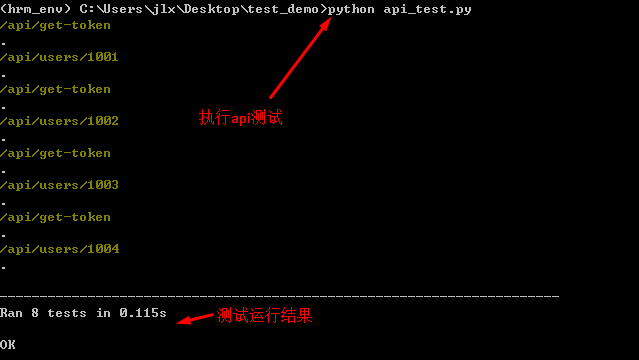 (hrm_env) C:\Users\jlx\Desktop\test_demo>python api_test.py
/api/get-token
.
/api/users/1001
.
/api/get-token
.
/api/users/1002
.
/api/get-token
.
/api/users/1003
.
/api/get-token
.
/api/users/1004
.
执行api测试
----------------------------------------------------------------------
Ran 8 tests in 0.115s
测试运行结果
OK